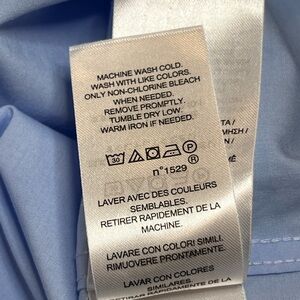 MACHINE WASH COLD.
WASH WITH LIKE COLORS.
ONLY NON-CHLORINE BLEACH
WHEN NEEDED.
REMOVE PROMPTLY.
TUMBLE DRY LOW.
WARM IRON IF NEEDED.
30 P
®
n°1529
LAVER AVEC DES COULEURS
SEMBLABLES.
RETIRER RAPIDEMENT DE LA
MACHINE.
LAVARE CON COLORI SIMILI.
RIMUOVERE PRONTAMENTE.
LAVAR CON COLORES
SIMILARES.